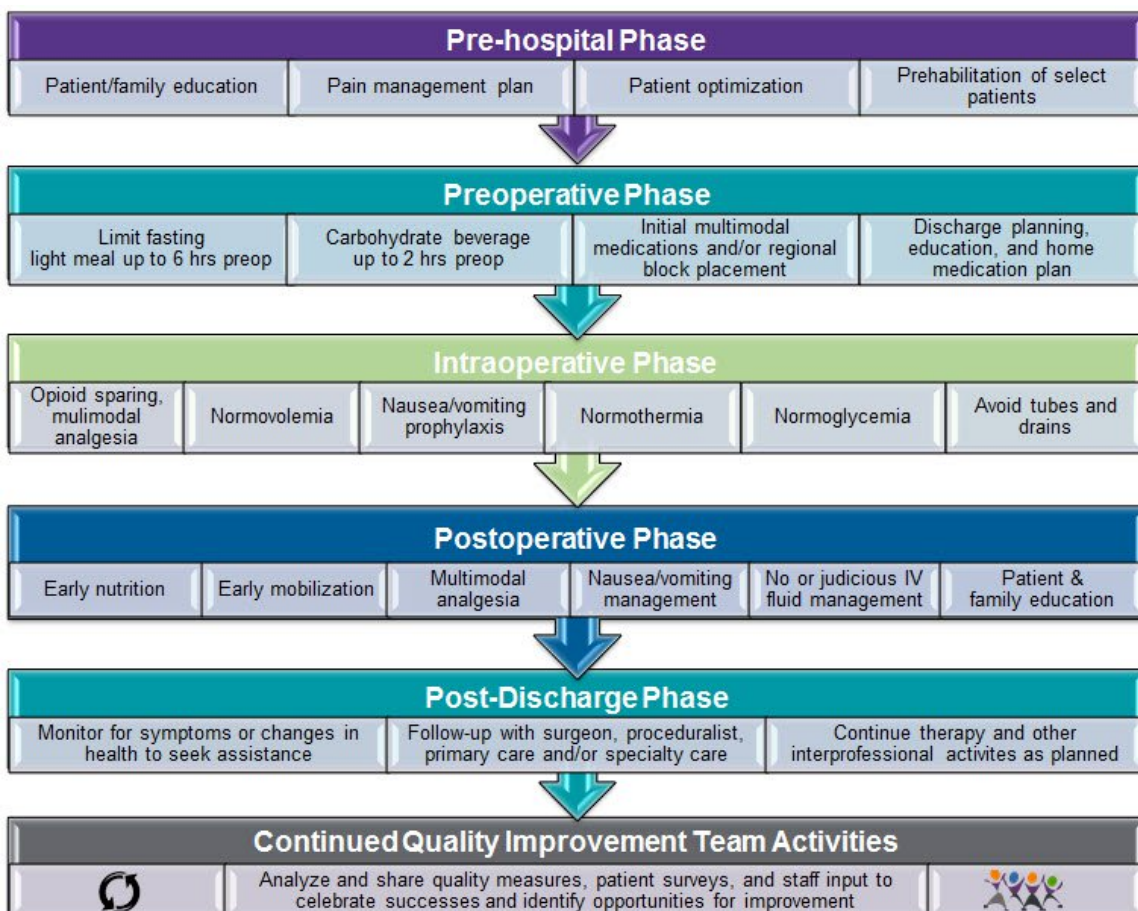 Pre-hospital Phase
Patient/family education
Pain management plan
Patient optimization
Prehabilitation of select
patients
Preoperative Phase
Limit fasting
light meal up to 6 hrs preop
Carbohydrate beverage
up to 2 hrs preop
Initial multimodal
medications and/or regional
block placement
Discharge planning,
education, and home
medication plan
Intraoperative Phase
Opioid sparing,
mulimodal
analgesia
Normovolemia
Nausea/vomiting
prophylaxis
Normothermia
Normoglycemia
Avoid tubes and
drains
Postoperative Phase
Early nutrition
Early mobilization
Multimodal
analgesia
Nausea/vomiting
management
No or judicious IV
fluid management
Patient &
family education
Post-Discharge Phase
Monitor for symptoms or changes in
health to seek assistance
Follow-up with surgeon, proceduralist,
primary care and/or specialty care
Continue therapy and other
interprofessional activites as planned
Continued Quality Improvement Team Activities
Analyze and share quality measures, patient surveys, and staff input to
celebrate successes and identify opportunities for improvement